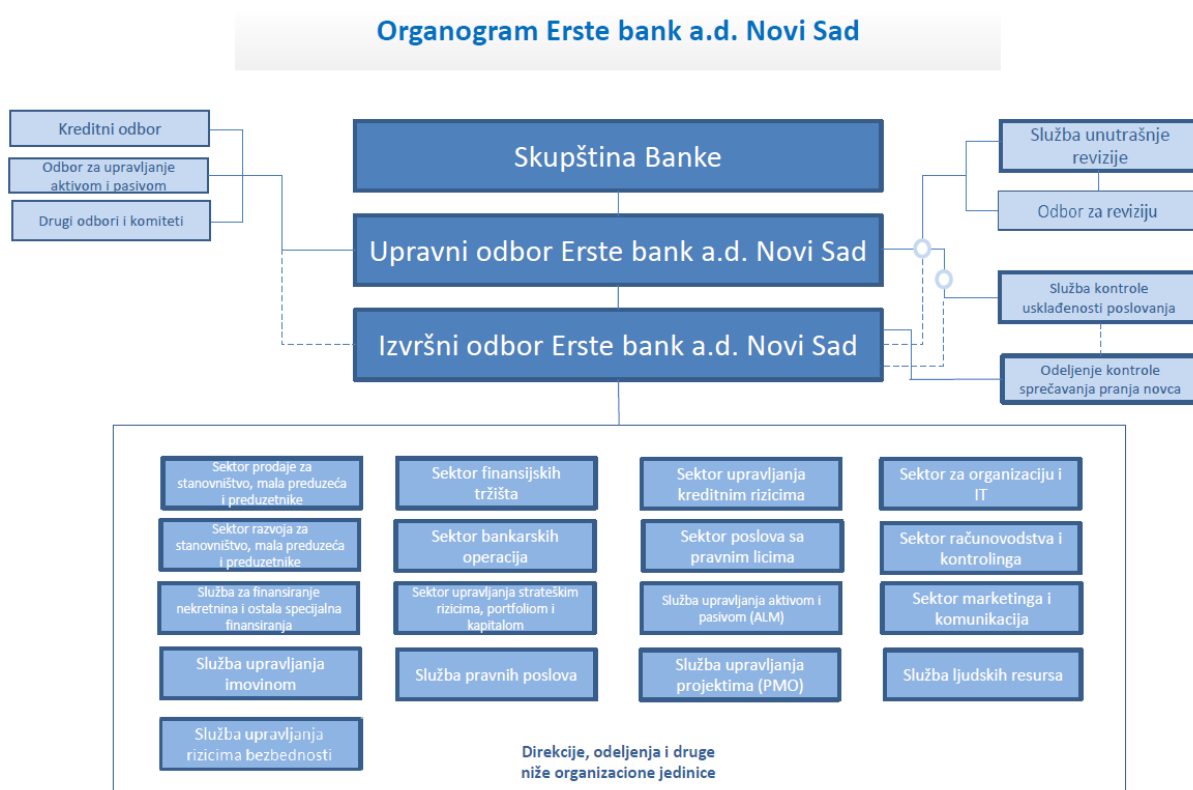 Organogram Erste bank a.d. Novi Sad
Kreditni odbor
Odbor za upravljanje
aktivom i pasivom
Drugi odbori i komiteti
Skupština Banke
Upravni odbor Erste bank a.d. Novi Sad
Izvršni odbor Erste bank a.d. Novi Sad
Služba unutrašnje
revizije
Odbor za reviziju
Služba kontrole
usklađenosti poslovanja
Odeljenje kontrole
sprečavanja pranja novca
Sektor prodaje za
stanovništvo, mala preduzeća
i preduzetnike
Sektor finansijskih
tržišta
Sektor upravljanja
kreditnim rizicima
Sektor za organizaciju i
IT
Sektor razvoja za
stanovništvo, mala preduzeća
i preduzetnike
Sektor bankarskih
operacija
Sektor poslova sa
pravnim licima
Sektor računovodstva i
kontrolinga
Služba za finansiranje
nekretnina i ostala specijalna
finansiranja
Sektor upravljanja strateškim
rizicima, portfoliom i
kapitalom
Služba upravljanja aktivom i
pasivom (ALM)
Sektor marketinga i
komunikacija
Služba upravljanja
imovinom
Služba pravnih poslova
Služba upravljanja
projektima (PMO)
Služba ljudskih resursa
Služba upravljanja
rizicima bezbednosti
Direkcije, odeljenja i druge
niže organizacione jedinice